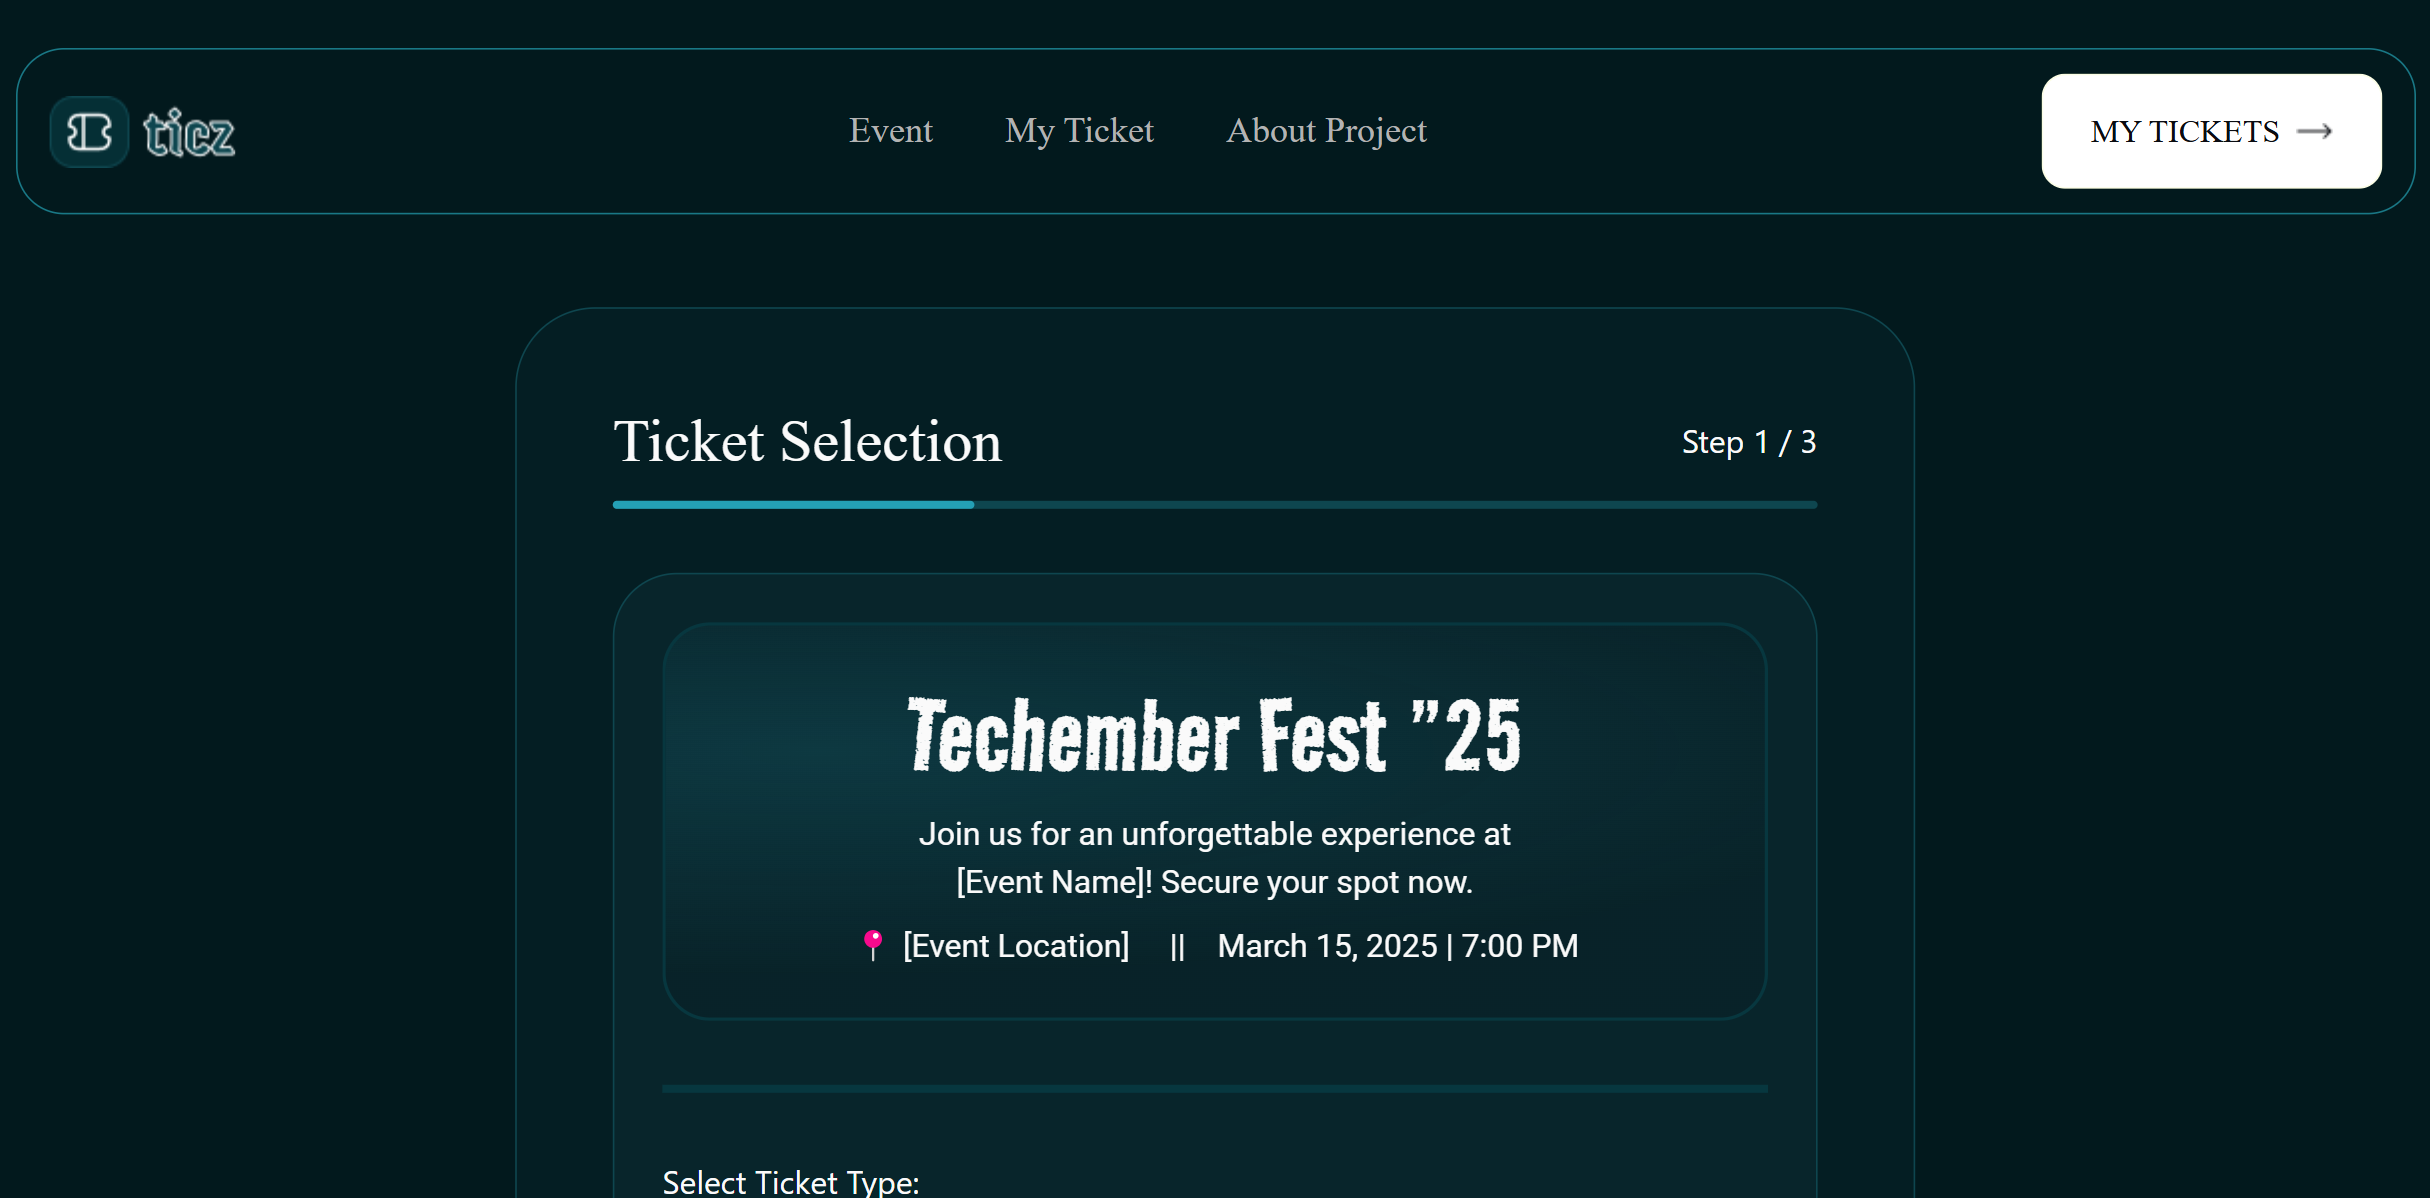 ticz
Event My Ticket About Project
MY TICKETS →
Ticket Selection
Step 1 / 3
Techember Fest ”25
Join us for an unforgettable experience at
[Event Name]! Secure your spot now.
📍 [Event Location] || March 15, 2025 | 7:00 PM
Select Ticket Type: